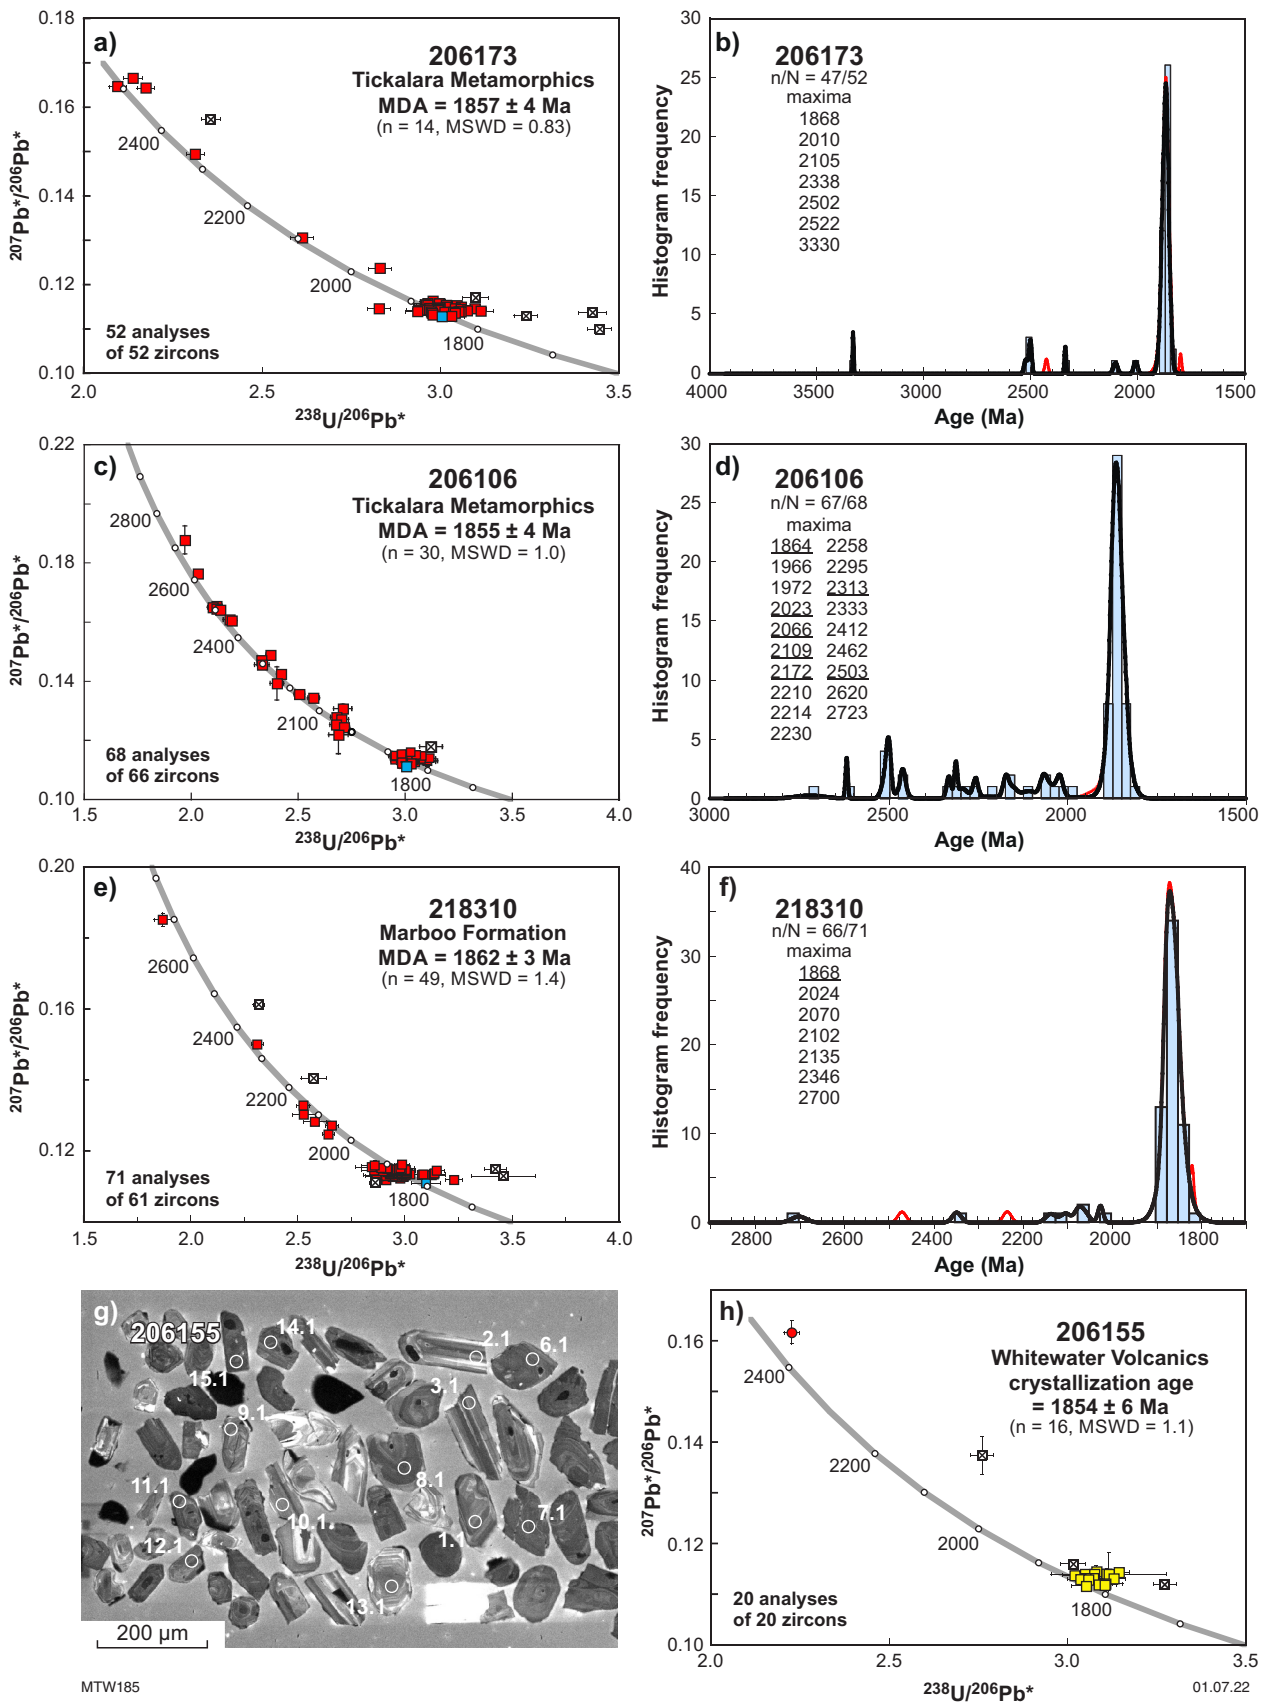 a)
206173
Tickalara Metamorphics
MDA = 1857 ± 4 Ma
(n = 14, MSWD = 0.83)
0.18
0.16
0.14
0.12
0.10
207Pb*/206Pb*
2400
2200
2000
1800
52 analyses
of 52 zircons
2.0 2.5 3.0 3.5
238U/206Pb*
b)
206173
n/N = 47/52
maxima
1868
2010
2105
2338
2502
2522
3330
30
25
20
15
10
5
0
Histogram frequency
4000 3500 3000 2500 2000 1500
Age (Ma)
c)
206106
Tickalara Metamorphics
MDA = 1855 ± 4 Ma
(n = 30, MSWD = 1.0)
0.22
0.18
0.14
0.10
207Pb*/206Pb*
2800
2600
2400
2100
1800
68 analyses
of 66 zircons
1.5 2.0 2.5 3.0 3.5 4.0
238U/206Pb*
d)
206106
n/N = 67/68
maxima
1864 2258
1966 2295
1972 2313
2023 2333
2066 2412
2109 2462
2172 2503
2210 2620
2214 2723
2230
30
25
20
15
10
5
0
Histogram frequency
3000 2500 2000 1500
Age (Ma)
e)
218310
Marboo Formation
MDA = 1862 ± 3 Ma
(n = 49, MSWD = 1.4)
0.20
0.16
0.12
207Pb*/206Pb*
2600
2400
2200
2000
1800
71 analyses
of 61 zircons
1.5 2.0 2.5 3.0 3.5 4.0
238U/206Pb*
f)
218310
n/N = 66/71
maxima
1868
2024
2070
2102
2135
2346
2700
40
30
20
10
0
Histogram frequency
2800 2600 2400 2200 2000 1800
Age (Ma)
g)
206155
14.1
2.1
6.1
15.1
3.1
9.1
8.1
11.1
10.1
1.1
7.1
12.1
13.1
200 µm
h)
206155
Whitewater Volcanics
crystallization age
= 1854 ± 6 Ma
(n = 16, MSWD = 1.1)
0.16
0.14
0.12
0.10
207Pb*/206Pb*
2400
2200
2000
1800
20 analyses
of 20 zircons
2.0 2.5 3.0 3.5
238U/206Pb*
MTW185
01.07.22